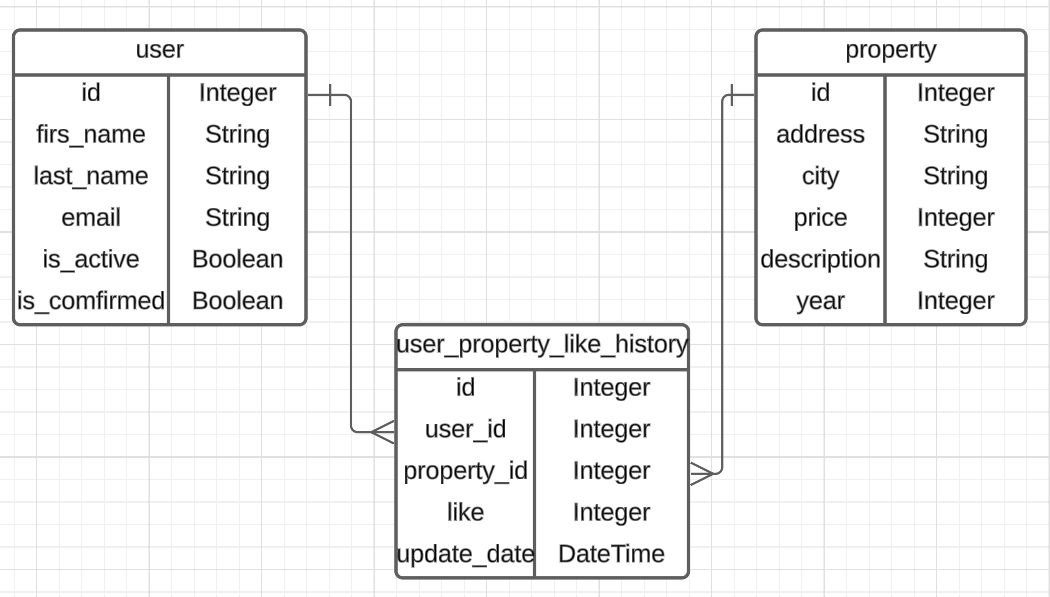 user
id Integer
firs_name String
last_name String
email String
is_active Boolean
is_comfirmed Boolean
property
id Integer
address String
city String
price Integer
description String
year Integer
user_property_like_history
id Integer
user_id Integer
property_id Integer
like Integer
update_date DateTime